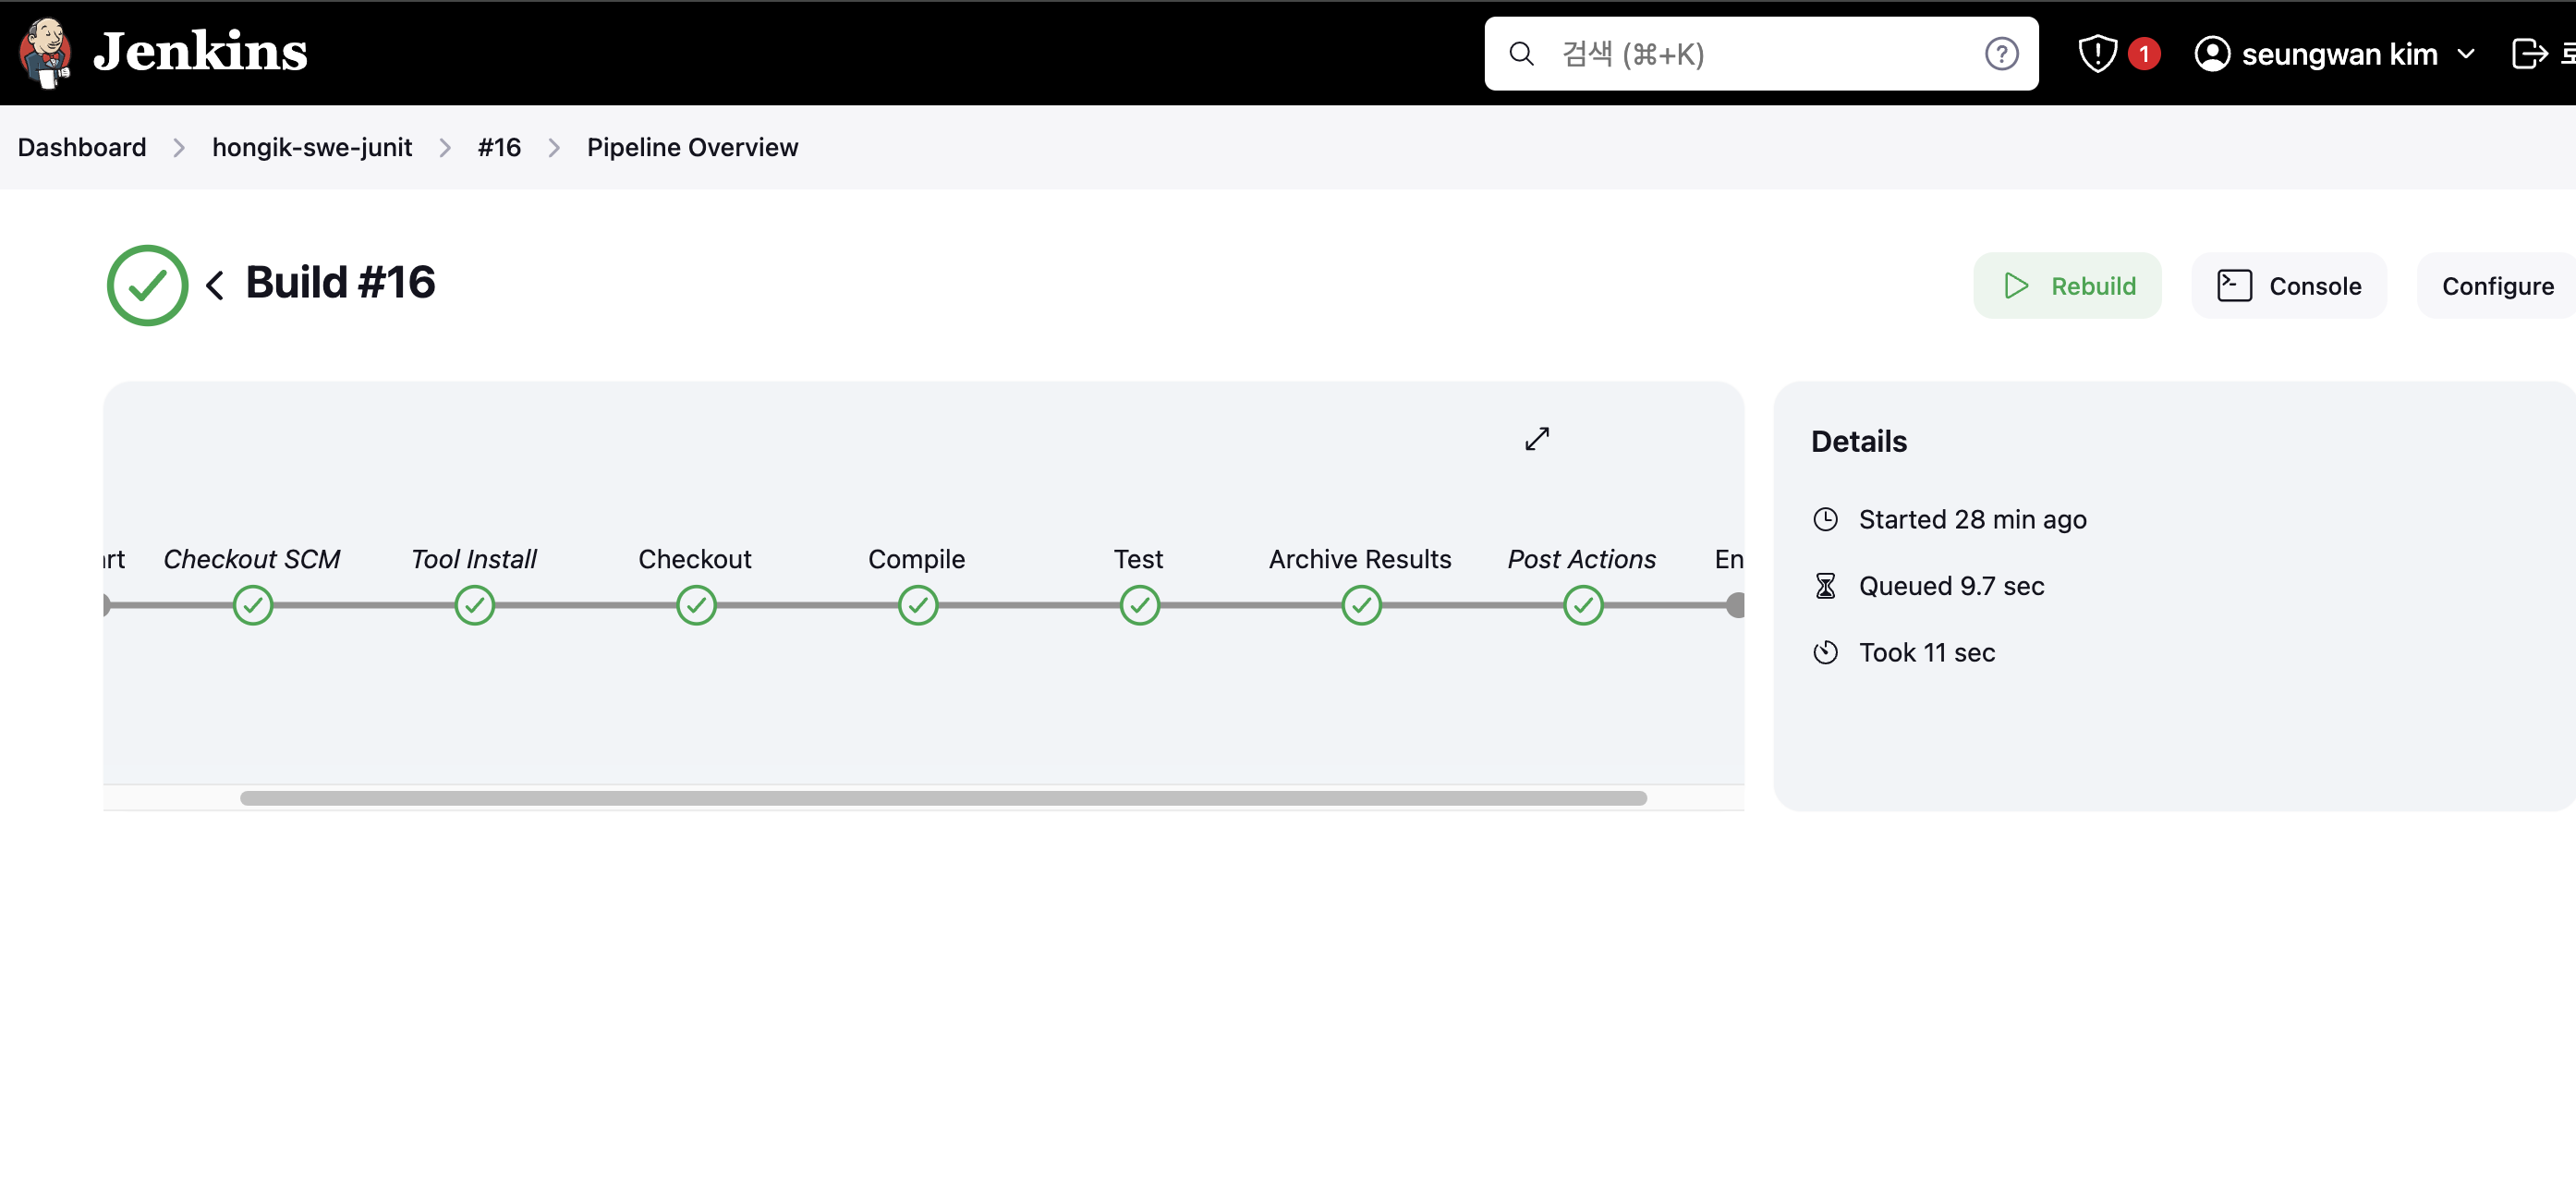 Jenkins
검색 (⌘+K)
1
seungwan kim
Dashboard
hongik-swe-junit
#16
Pipeline Overview
Build #16
Rebuild
Console
Configure
Details
Started 28 min ago
Queued 9.7 sec
Took 11 sec
Checkout SCM
Tool Install
Checkout
Compile
Test
Archive Results
Post Actions